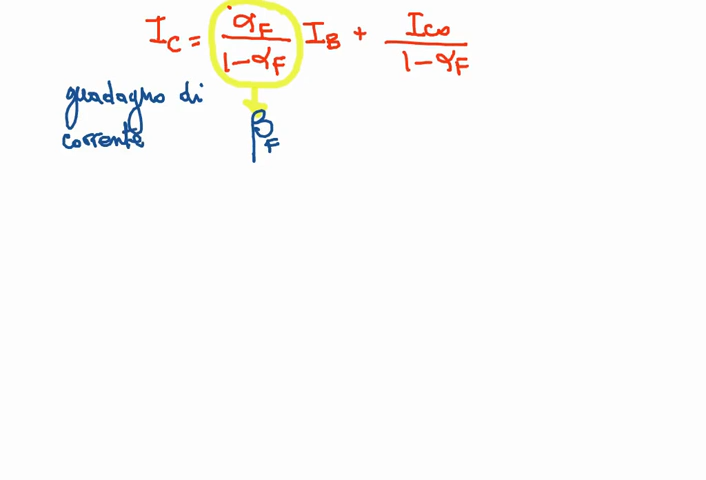 I_C = α_F / (1 - α_F) I_B + I_CO / (1 - α_F)
guadagno di
corrente
β_F